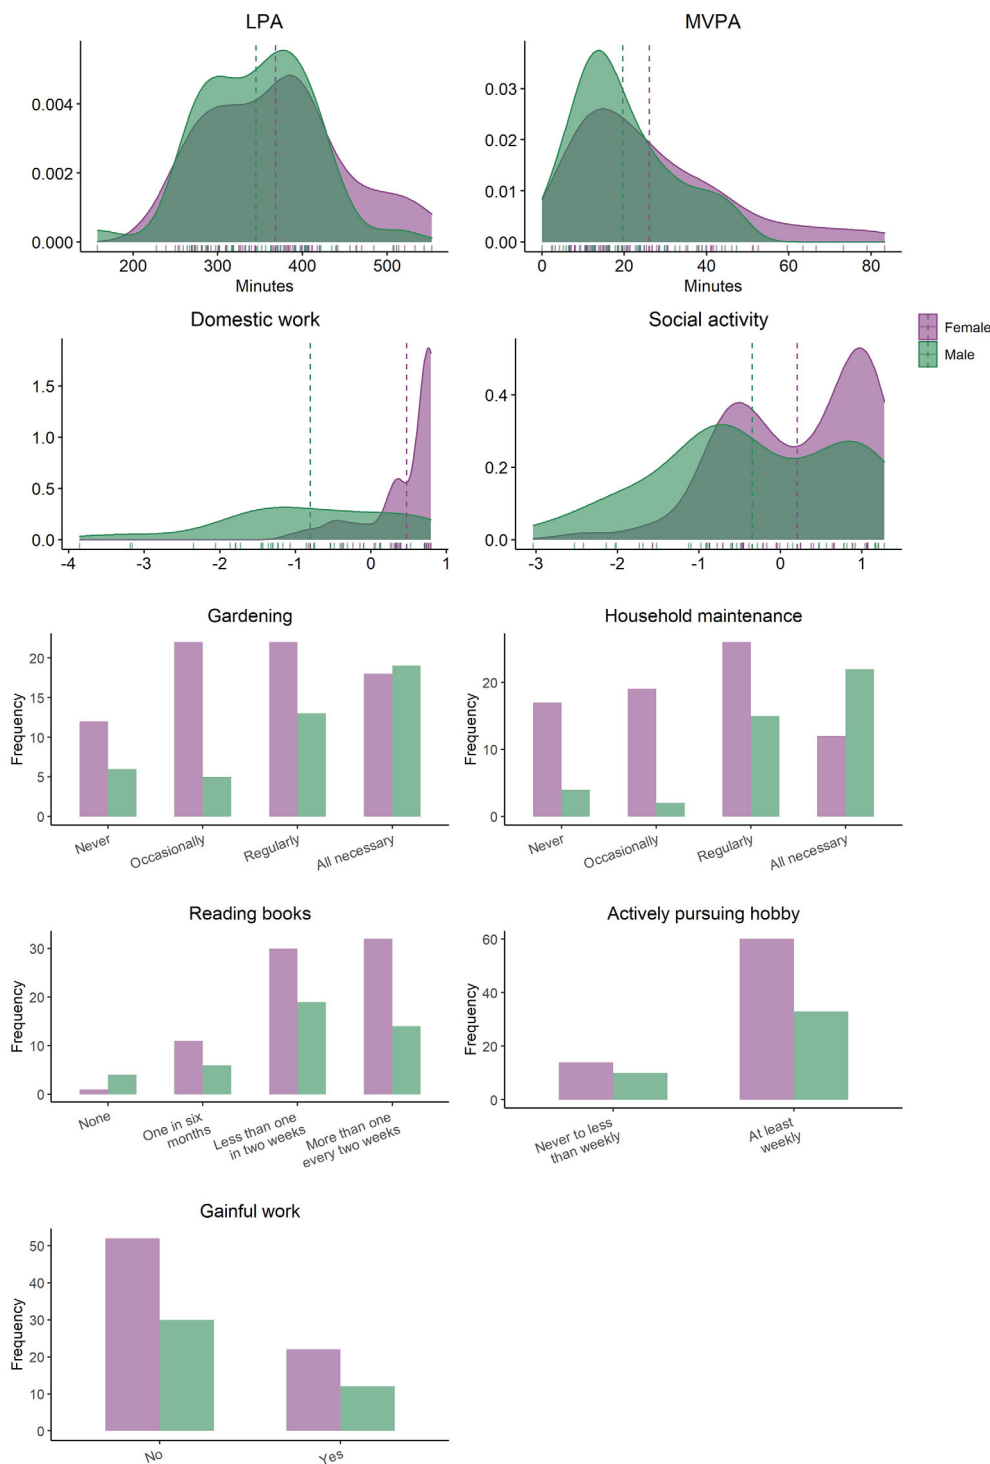 LPA
MVPA
0.004
0.002
0.000
200 300 400 500
Minutes
0.03
0.02
0.01
0.00
0 20 40 60 80
Minutes
Domestic work
Social activity
1.5
1.0
0.5
0.0
-4 -3 -2 -1 0 1
0.4
0.2
0.0
-3 -2 -1 0 1
Female
Male
Gardening
Household maintenance
Frequency
20
15
10
5
0
Never
Occasionally
Regularly
All necessary
Frequency
20
10
0
Never
Occasionally
Regularly
All necessary
Reading books
Actively pursuing hobby
Frequency
30
20
10
0
None
One in six
months
Less than one
in two weeks
More than one
every two weeks
Frequency
60
40
20
0
Never to less
than weekly
At least
weekly
Gainful work
Frequency
50
40
30
20
10
0
No
Yes